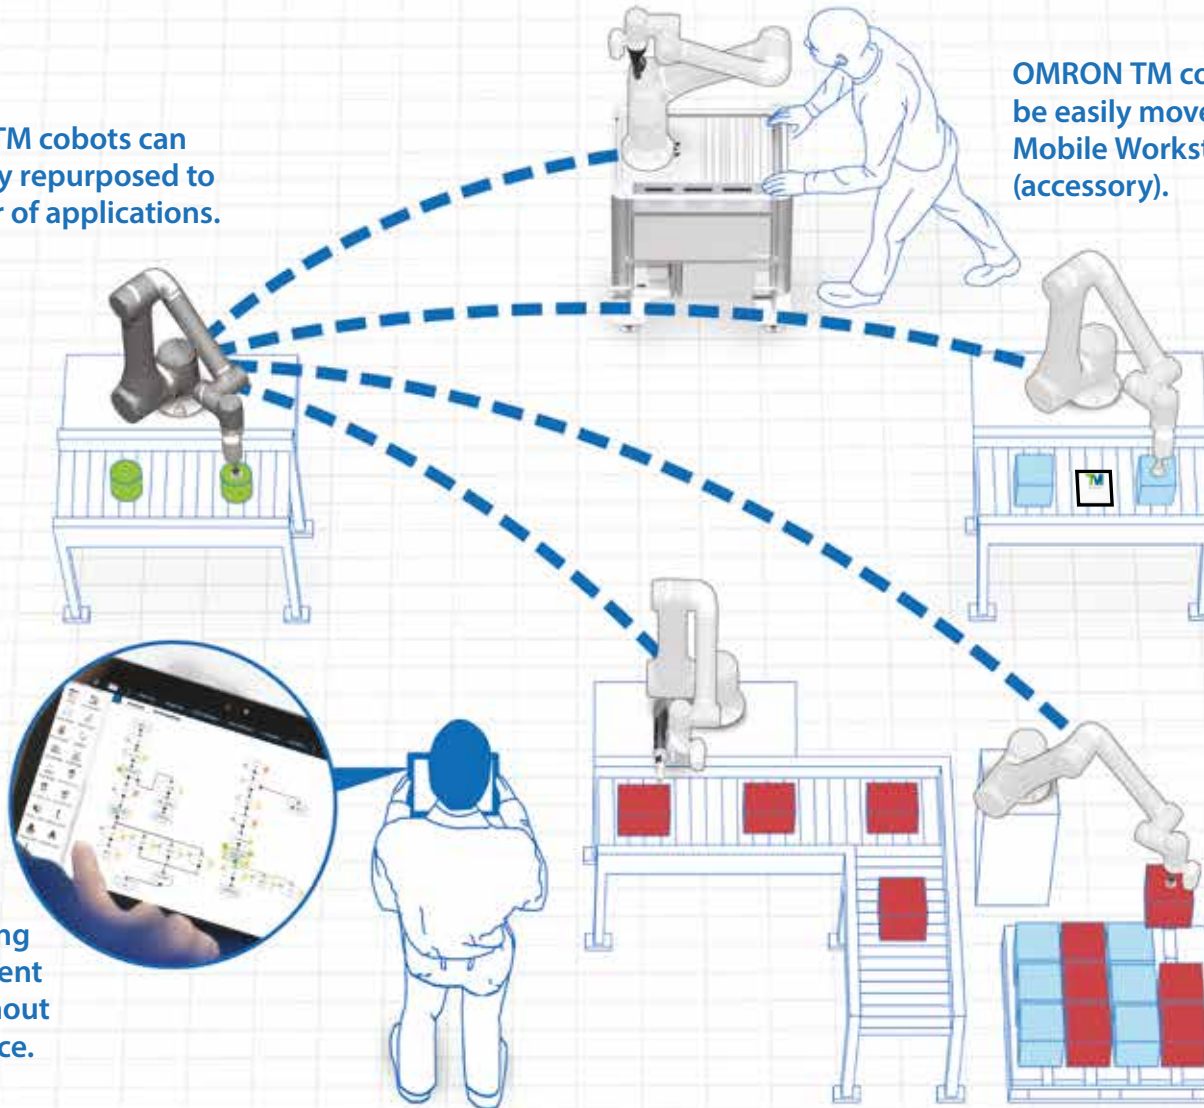 TM cobots can
y repurposed to
r of applications.
OMRON TM co
be easily move
Mobile Workst
(accessory).
TM
ng
ent
out
ce.